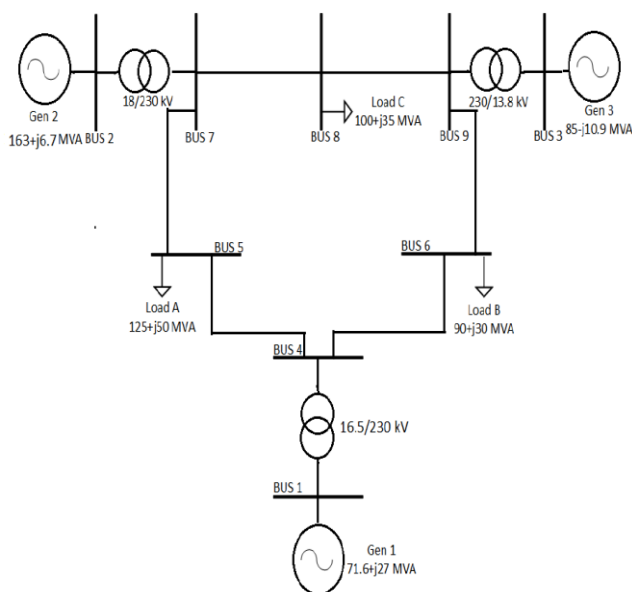 Gen 2
163+j6.7 MVA
BUS 2
18/230 kV
BUS 7
BUS 8
Load C
100+j35 MVA
BUS 9
230/13.8 kV
BUS 3
Gen 3
85-j10.9 MVA
BUS 5
Load A
125+j50 MVA
BUS 6
Load B
90+j30 MVA
BUS 4
16.5/230 kV
BUS 1
Gen 1
71.6+j27 MVA